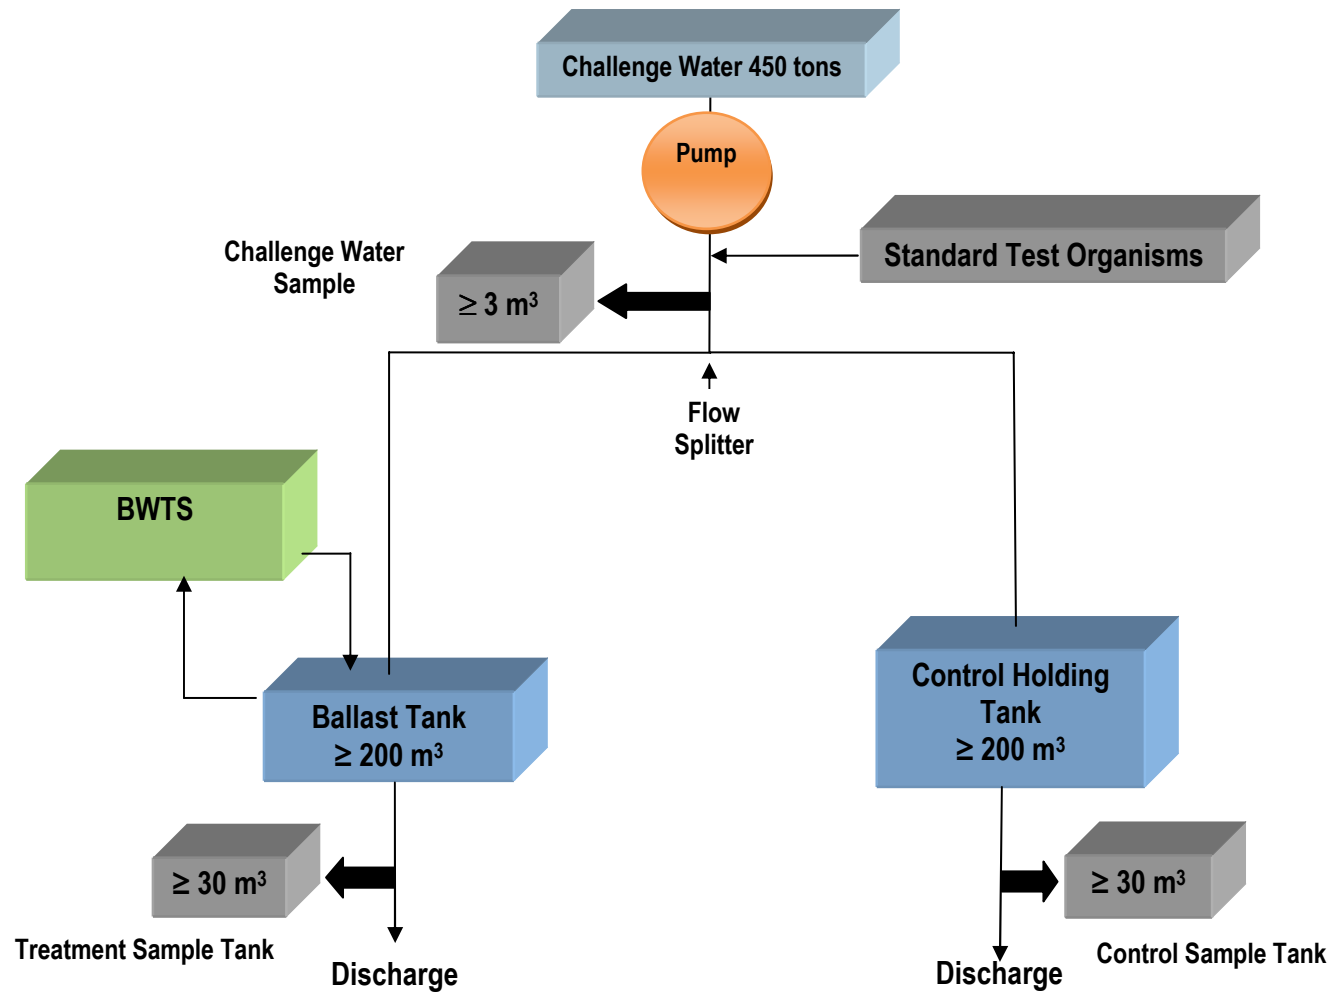 Challenge Water 450 tons
Pump
Standard Test Organisms
Challenge Water
Sample
≥ 3 m³
Flow
Splitter
BWTS
Ballast Tank
≥ 200 m³
Control Holding
Tank
≥ 200 m³
≥ 30 m³
≥ 30 m³
Treatment Sample Tank
Control Sample Tank
Discharge
Discharge